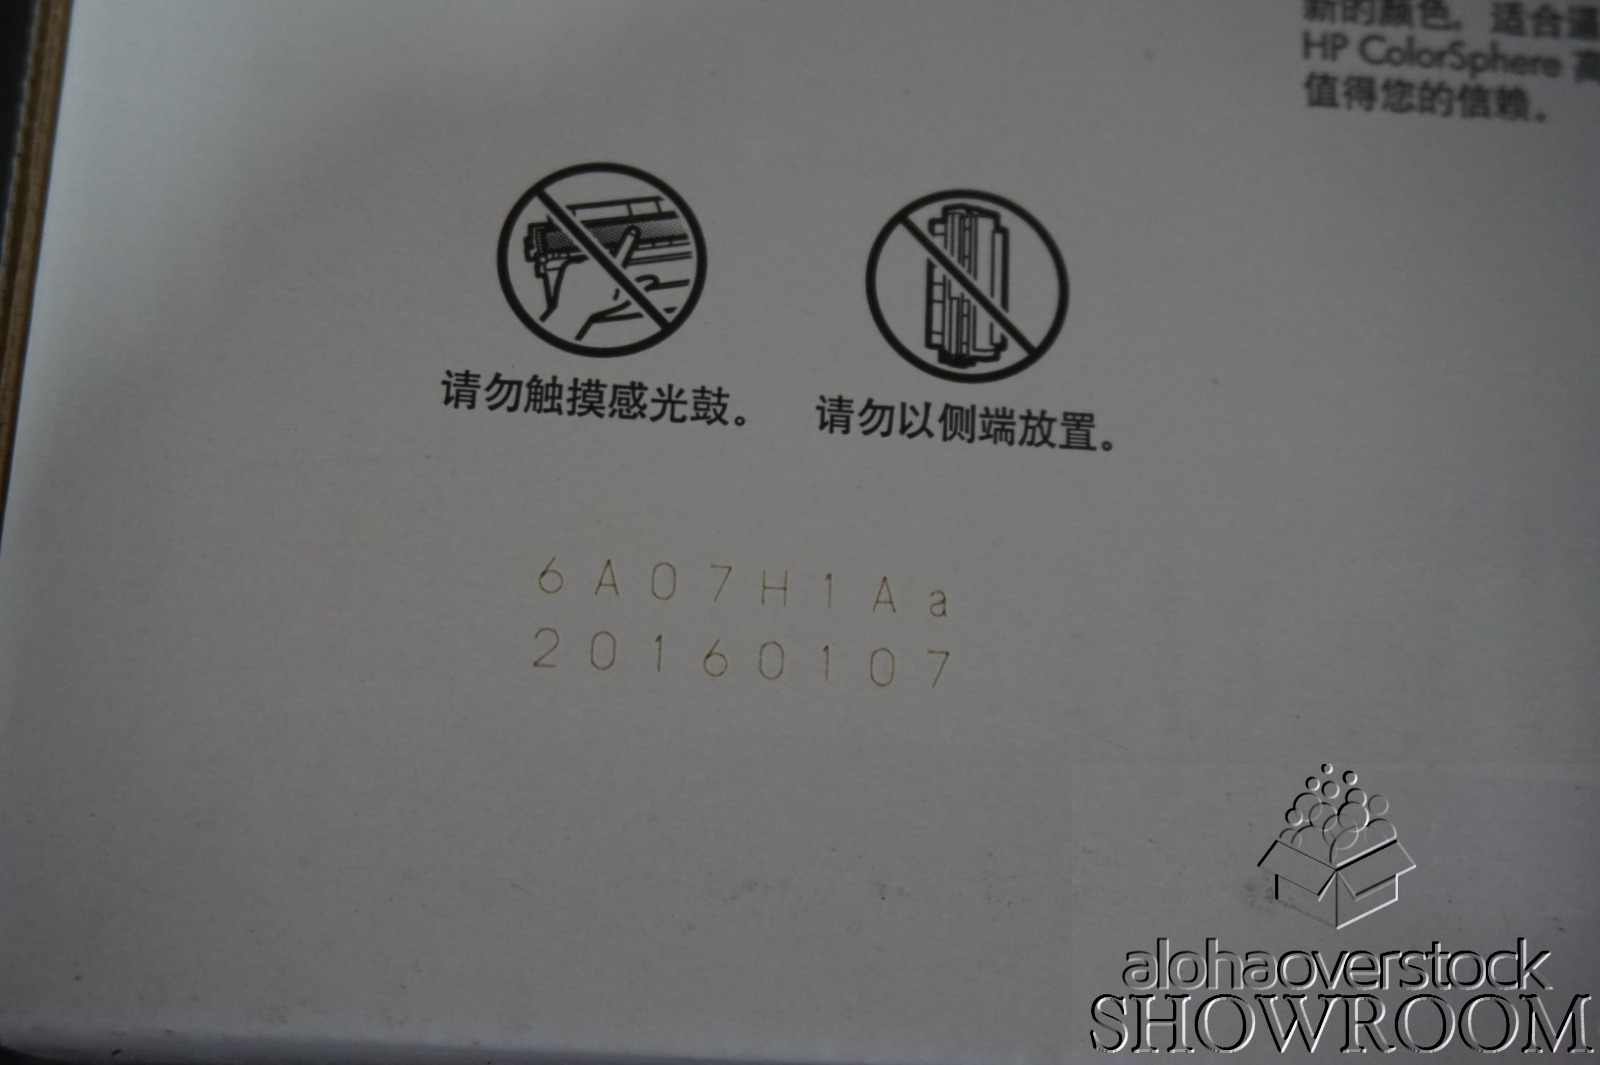 新的颜色，适合
HP ColorSphere 高
值得您的信赖。
请勿触摸感光鼓。
请勿以侧端放置。
6A07H1Aa
20160107
alohaoverstock
SHOWROOM